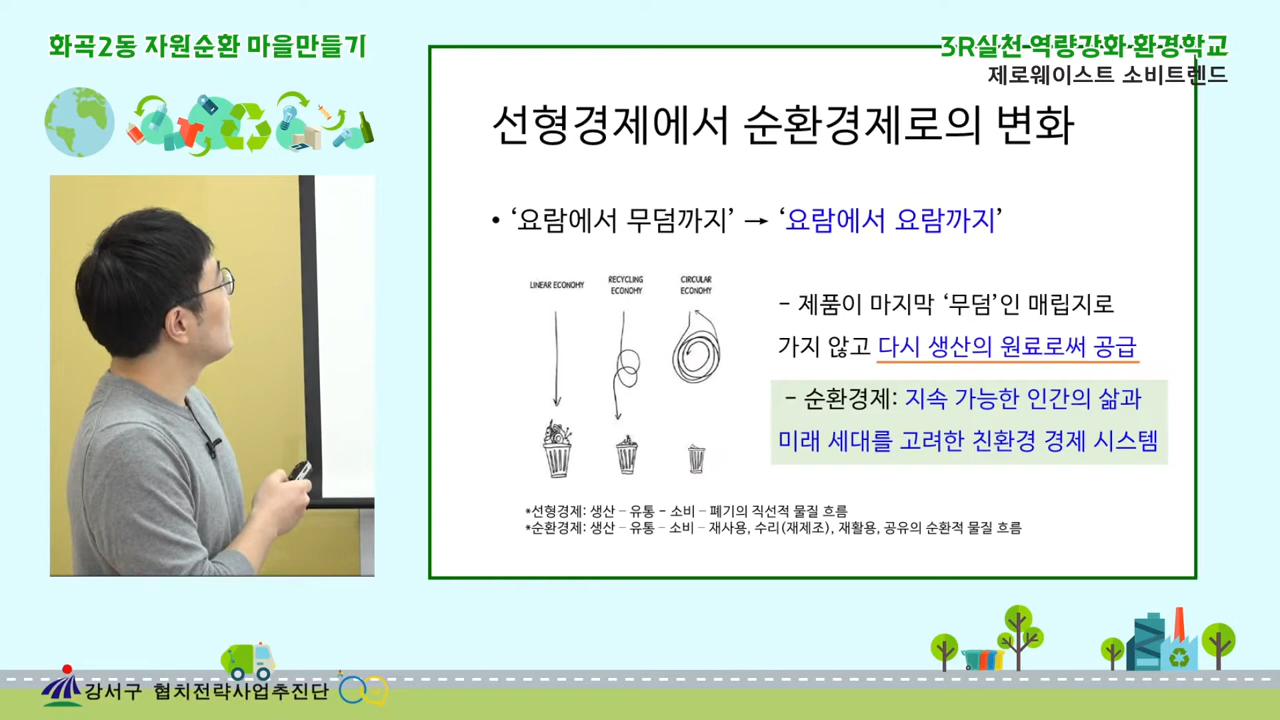 화곡2동 자원순환 마을만들기
3R실천 역량강화 환경학교
제로웨이스트 소비트렌드
선형경제에서 순환경제로의 변화
• ‘요람에서 무덤까지’ → ‘요람에서 요람까지’
LINEAR ECONOMY
RECYCLING
ECONOMY
CIRCULAR
ECONOMY
- 제품이 마지막 ‘무덤’인 매립지로
가지 않고 다시 생산의 원료로써 공급
- 순환경제: 지속 가능한 인간의 삶과
미래 세대를 고려한 친환경 경제 시스템
*선형경제: 생산 – 유통 – 소비 – 폐기의 직선적 물질 흐름
*순환경제: 생산 – 유통 – 소비 – 재사용, 수리(재제조), 재활용, 공유의 순환적 물질 흐름
강서구 협치전략사업추진단